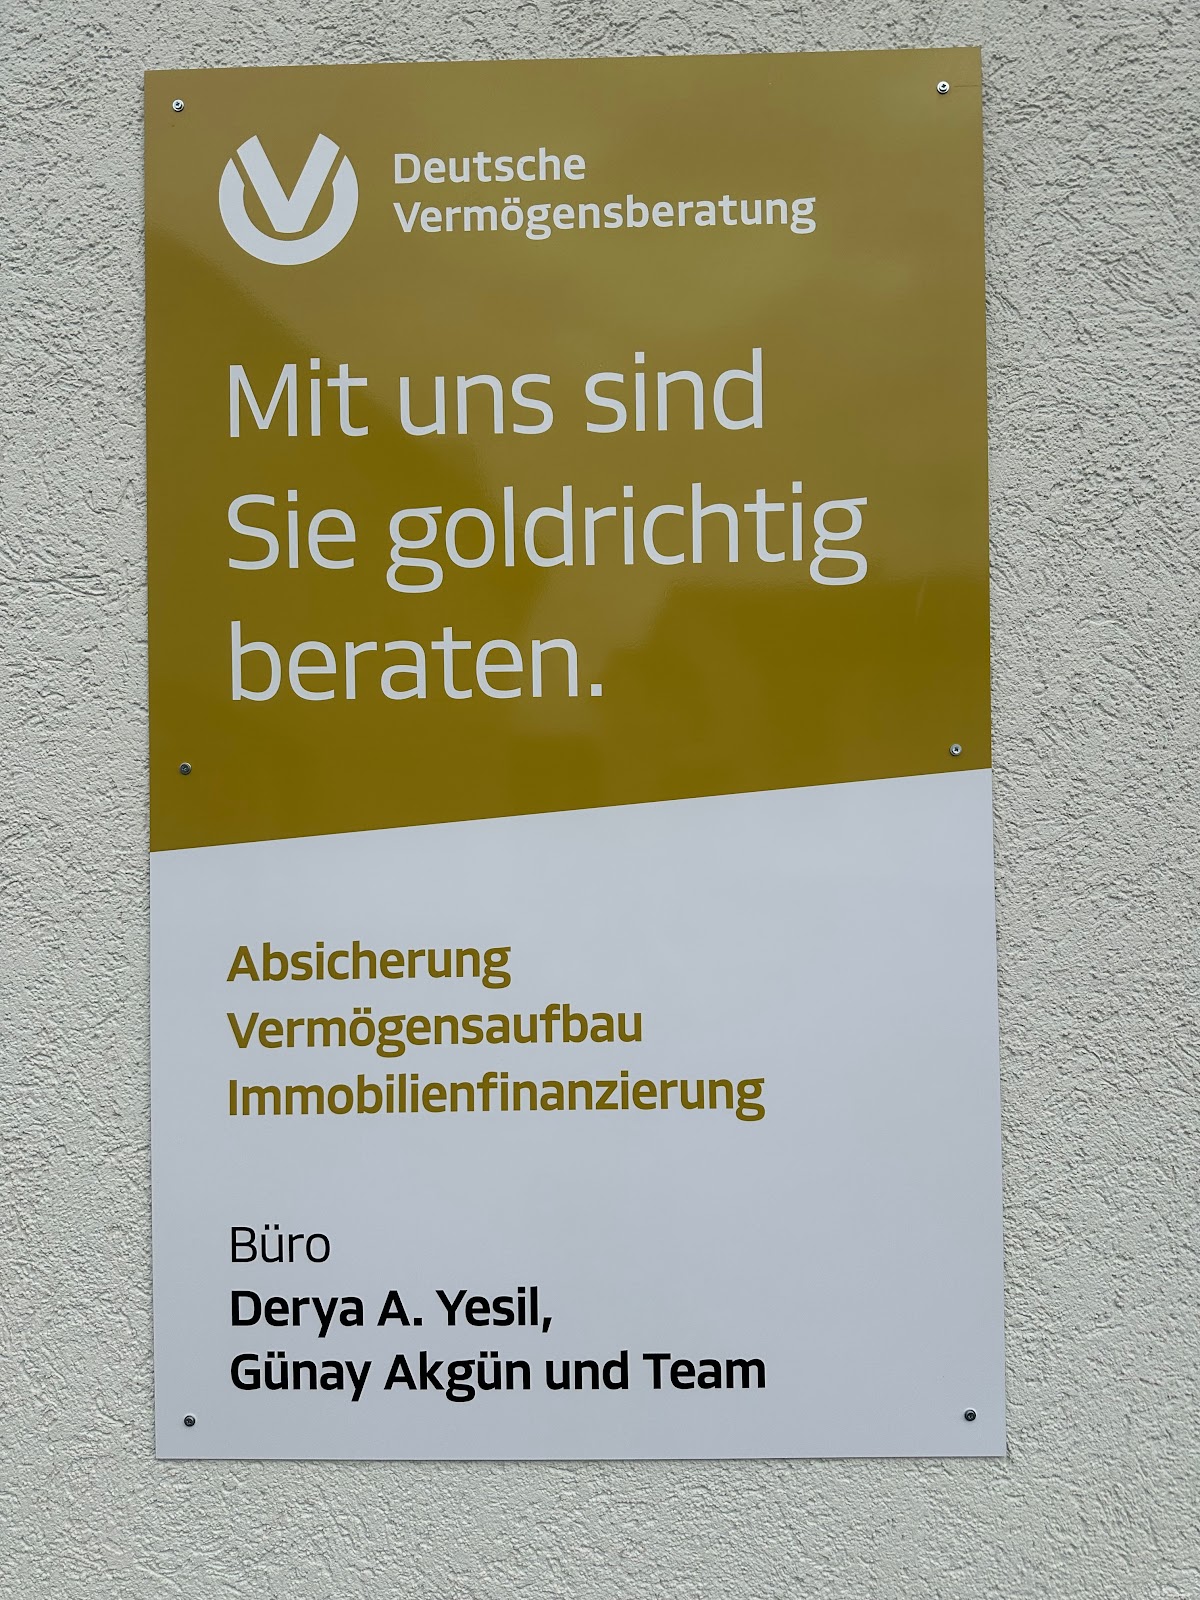 Deutsche
Vermögensberatung
Mit uns sind
Sie goldrichtig
beraten.
Absicherung
Vermögensaufbau
Immobilienfinanzierung
Büro
Derya A. Yesil,
Günay Akgün und Team